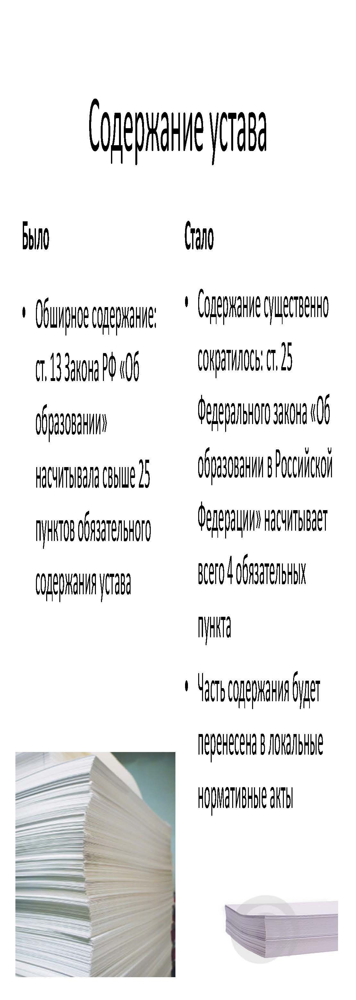 Содержание устава
Было
• Обширное содержание:
ст. 13 Закона РФ «Об
образовании»
насчитывала свыше 25
пунктов обязательного
содержания устава
Стало
• Содержание существенно
сократилось: ст. 25
Федерального закона «Об
образовании в Российской
Федерации» насчитывает
всего 4 обязательных
пункта
• Часть содержания будет
перенесена в локальные
нормативные акты